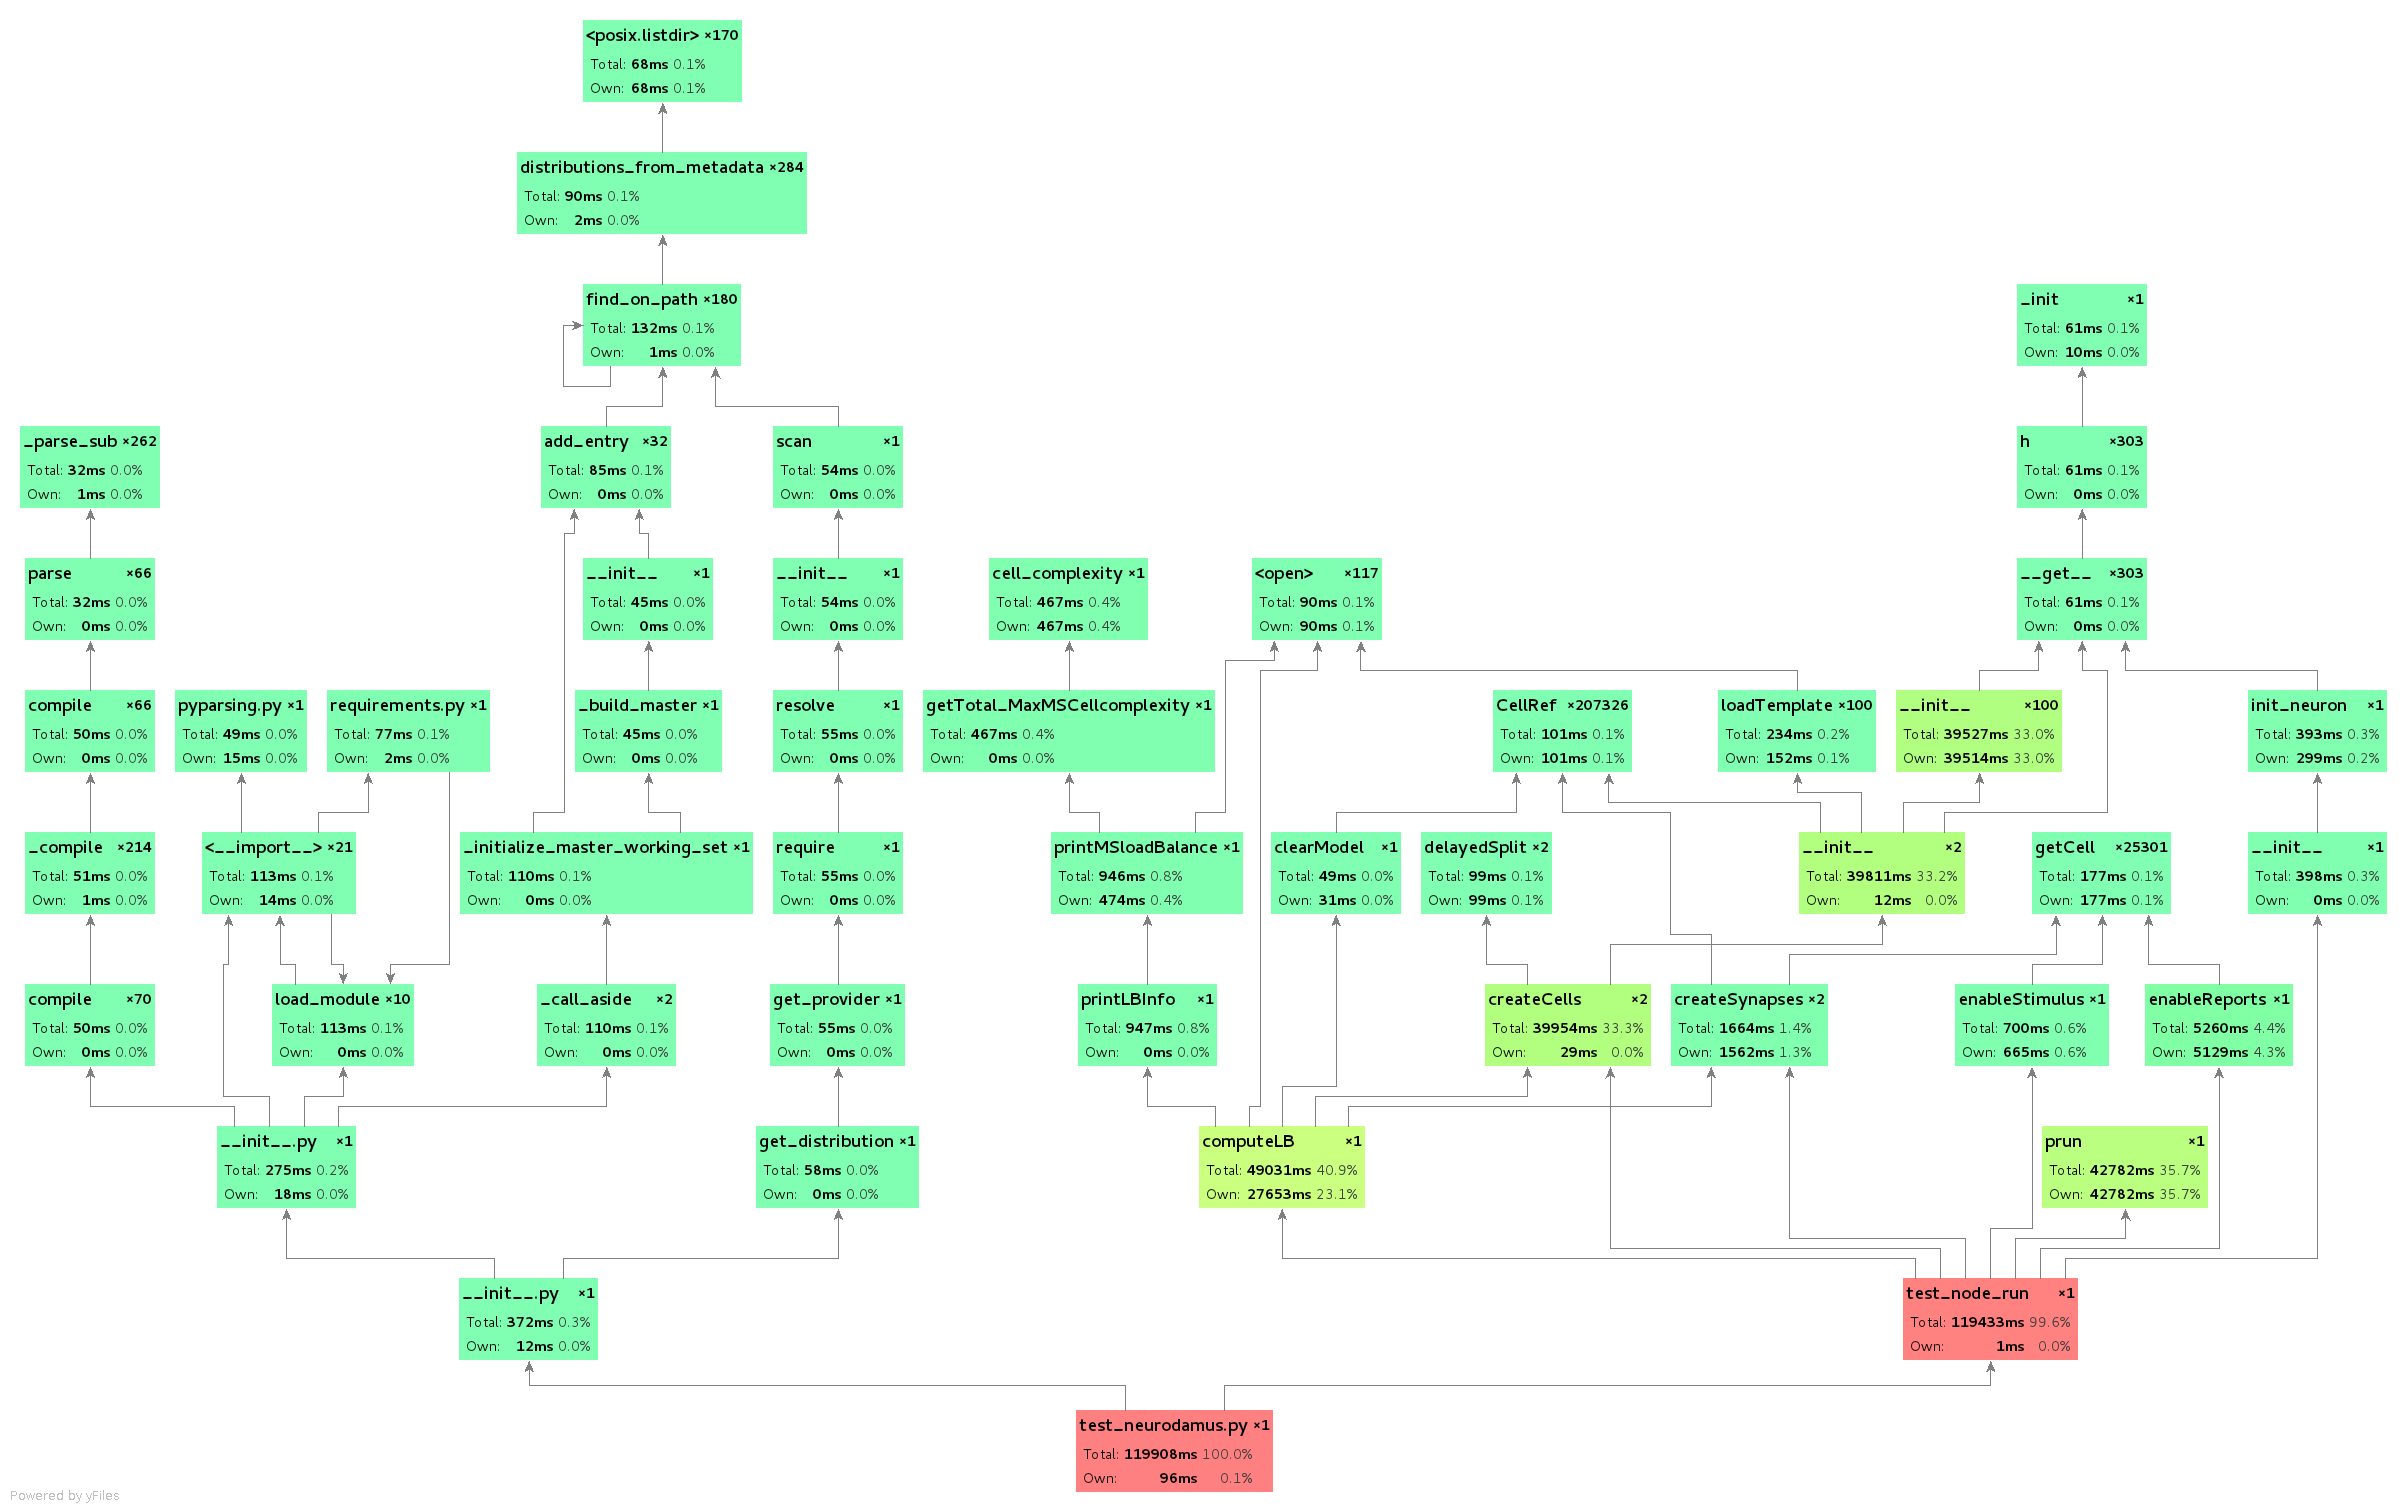 <posix.listdir> ×170
Total: 68ms 0.1%
Own: 68ms 0.1%
distributions_from_metadata ×284
Total: 90ms 0.1%
Own: 2ms 0.0%
find_on_path ×180
Total: 132ms 0.1%
Own: 1ms 0.0%
_init ×1
Total: 61ms 0.1%
Own: 10ms 0.0%
_parse_sub ×262
Total: 32ms 0.0%
Own: 1ms 0.0%
add_entry ×32
Total: 85ms 0.1%
Own: 0ms 0.0%
scan ×1
Total: 54ms 0.0%
Own: 0ms 0.0%
h ×303
Total: 61ms 0.1%
Own: 0ms 0.0%
parse ×66
Total: 32ms 0.0%
Own: 0ms 0.0%
__init__ ×1
Total: 45ms 0.0%
Own: 0ms 0.0%
__init__ ×1
Total: 54ms 0.0%
Own: 0ms 0.0%
cell_complexity ×1
Total: 467ms 0.4%
Own: 467ms 0.4%
<open> ×117
Total: 90ms 0.1%
Own: 90ms 0.1%
__get__ ×303
Total: 61ms 0.1%
Own: 0ms 0.0%
compile ×66
Total: 50ms 0.0%
Own: 0ms 0.0%
pyparsing.py ×1
Total: 49ms 0.0%
Own: 15ms 0.0%
requirements.py ×1
Total: 77ms 0.1%
Own: 2ms 0.0%
_build_master ×1
Total: 45ms 0.0%
Own: 0ms 0.0%
resolve ×1
Total: 55ms 0.0%
Own: 0ms 0.0%
getTotal_MaxMSCellcomplexity ×1
Total: 467ms 0.4%
Own: 0ms 0.0%
CellRef ×207326
Total: 101ms 0.1%
Own: 101ms 0.1%
loadTemplate ×100
Total: 234ms 0.2%
Own: 152ms 0.1%
__init__ ×100
Total: 39527ms 33.0%
Own: 39514ms 33.0%
init_neuron ×1
Total: 393ms 0.3%
Own: 299ms 0.2%
_compile ×214
Total: 51ms 0.0%
Own: 1ms 0.0%
<__import__> ×21
Total: 113ms 0.1%
Own: 14ms 0.0%
_initialize_master_working_set ×1
Total: 110ms 0.1%
Own: 0ms 0.0%
require ×1
Total: 55ms 0.0%
Own: 0ms 0.0%
printMSloadBalance ×1
Total: 946ms 0.8%
Own: 474ms 0.4%
clearModel ×1
Total: 49ms 0.0%
Own: 31ms 0.0%
delayedSplit ×2
Total: 99ms 0.1%
Own: 99ms 0.1%
__init__ ×2
Total: 39811ms 33.2%
Own: 12ms 0.0%
getCell ×25301
Total: 177ms 0.1%
Own: 177ms 0.1%
__init__ ×1
Total: 398ms 0.3%
Own: 0ms 0.0%
compile ×70
Total: 50ms 0.0%
Own: 0ms 0.0%
load_module ×10
Total: 113ms 0.1%
Own: 0ms 0.0%
_call_aside ×2
Total: 110ms 0.1%
Own: 0ms 0.0%
get_provider ×1
Total: 55ms 0.0%
Own: 0ms 0.0%
printLBInfo ×1
Total: 947ms 0.8%
Own: 0ms 0.0%
createCells ×2
Total: 39954ms 33.3%
Own: 29ms 0.0%
createSynapses ×2
Total: 1664ms 1.4%
Own: 1562ms 1.3%
enableStimulus ×1
Total: 700ms 0.6%
Own: 665ms 0.6%
enableReports ×1
Total: 5260ms 4.4%
Own: 5129ms 4.3%
__init__.py ×1
Total: 275ms 0.2%
Own: 18ms 0.0%
get_distribution ×1
Total: 58ms 0.0%
Own: 0ms 0.0%
computeLB ×1
Total: 49031ms 40.9%
Own: 27653ms 23.1%
prun ×1
Total: 42782ms 35.7%
Own: 42782ms 35.7%
__init__.py ×1
Total: 372ms 0.3%
Own: 12ms 0.0%
test_node_run ×1
Total: 119433ms 99.6%
Own: 1ms 0.0%
test_neurodamus.py ×1
Total: 119908ms 100.0%
Own: 96ms 0.1%
Powered by yFiles